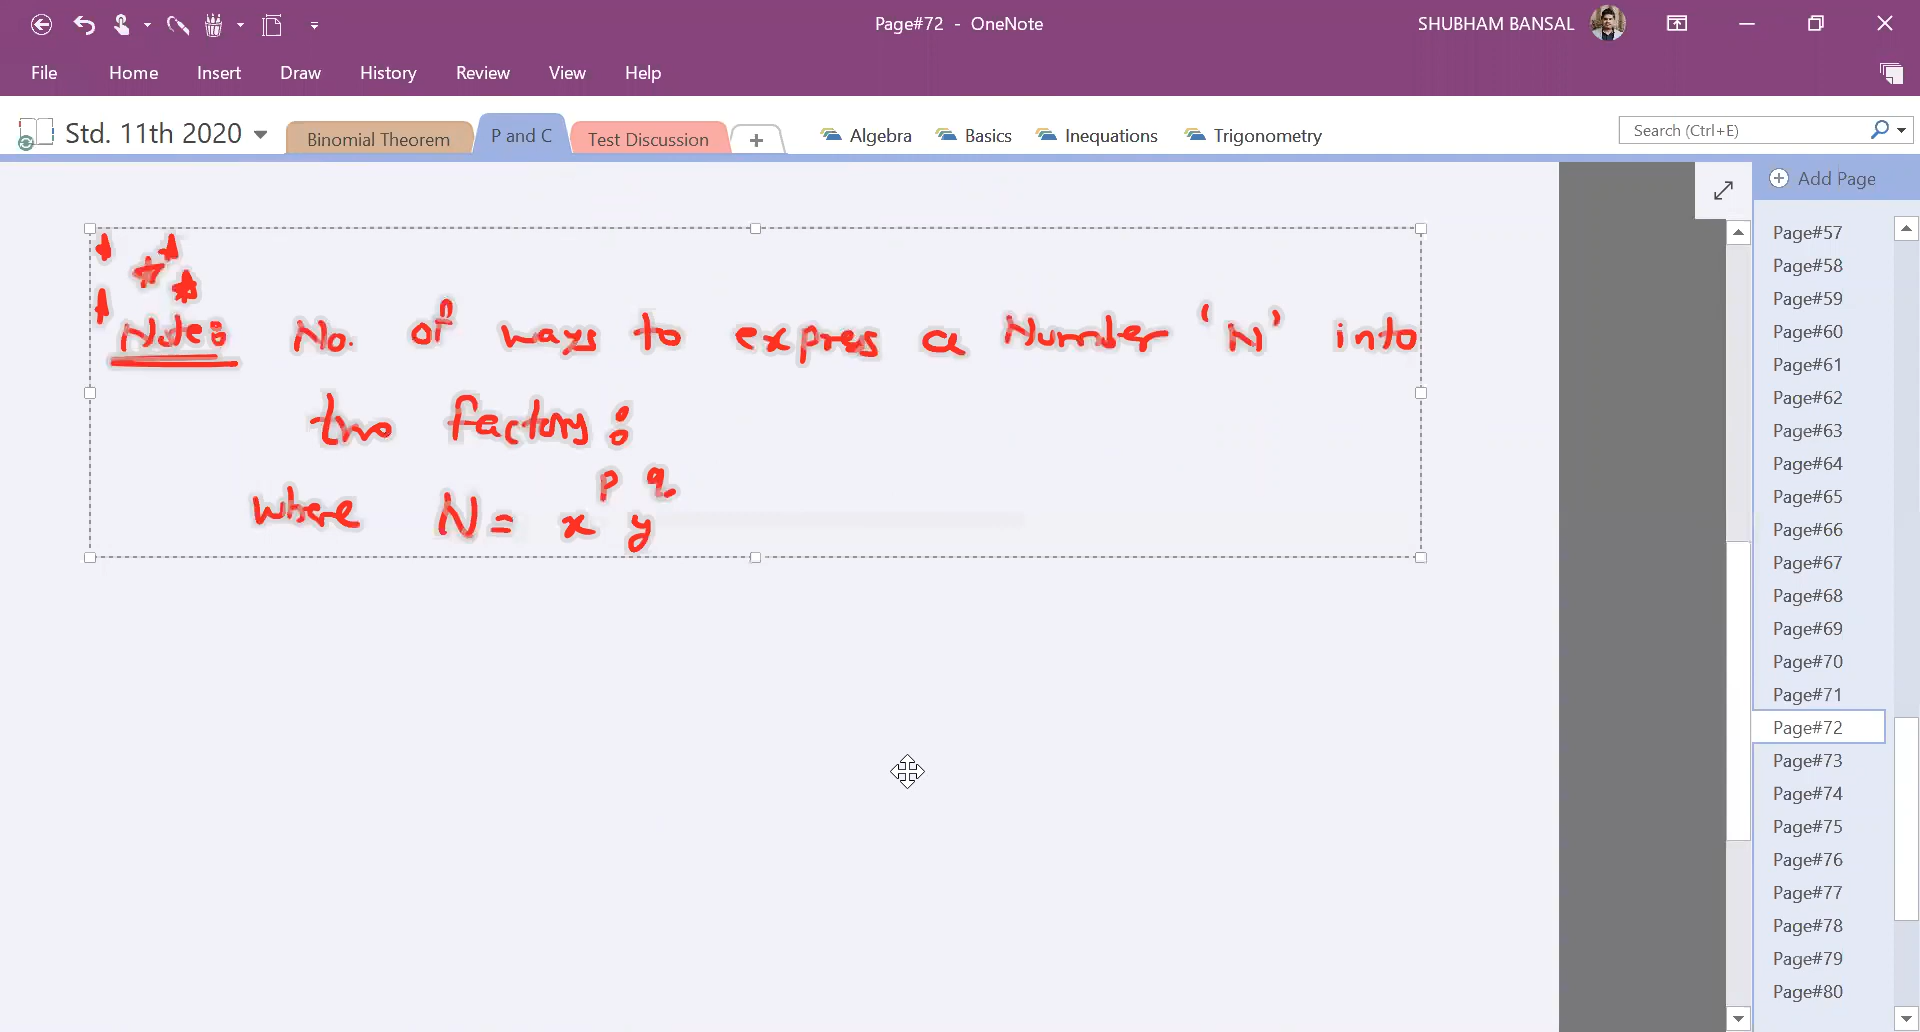 Page#72 - OneNote
SHUBHAM BANSAL
File Home Insert Draw History Review View Help
Std. 11th 2020
Binomial Theorem
P and C
Test Discussion
Algebra
Basics
Inequations
Trigonometry
Search (Ctrl+E)
Add Page
Note: No. of ways to express a Number 'N' into
two factors:
where N = x^p y^q
Page#57
Page#58
Page#59
Page#60
Page#61
Page#62
Page#63
Page#64
Page#65
Page#66
Page#67
Page#68
Page#69
Page#70
Page#71
Page#72
Page#73
Page#74
Page#75
Page#76
Page#77
Page#78
Page#79
Page#80